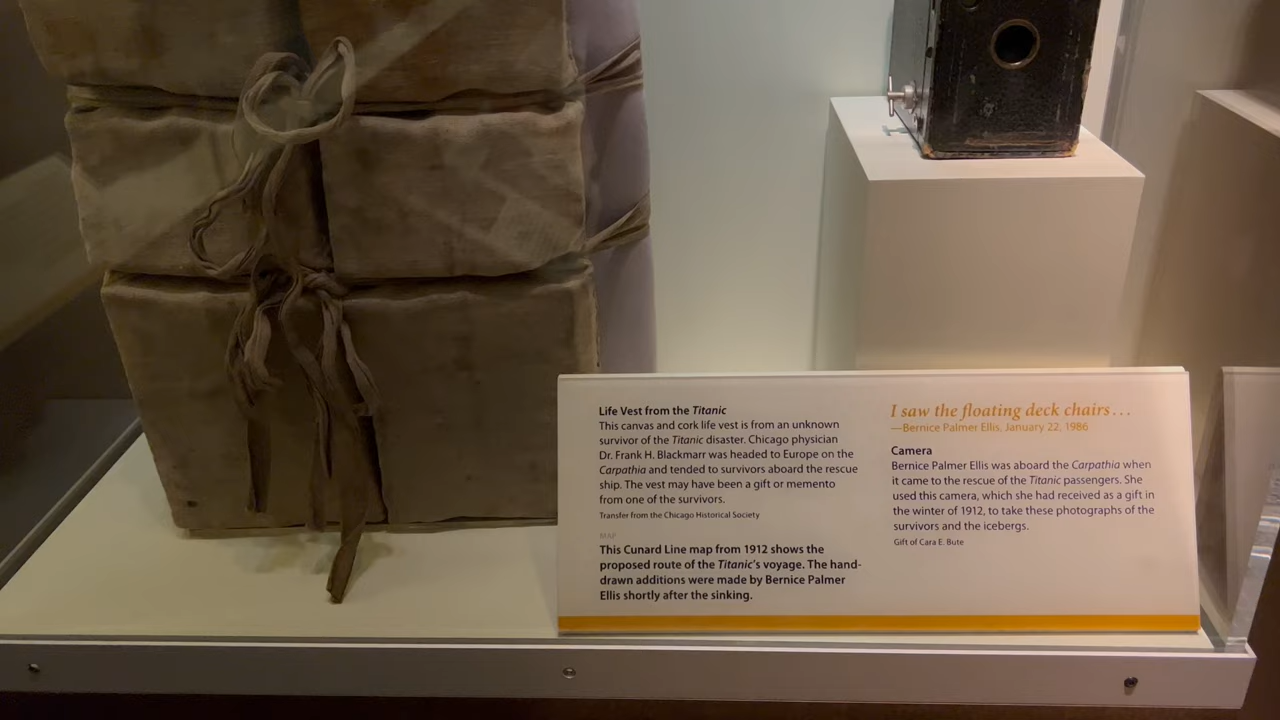 Life Vest from the Titanic
This canvas and cork life vest is from an unknown
survivor of the Titanic disaster. Chicago physician
Dr. Frank H. Blackmarr was headed to Europe on the
Carpathia and tended to survivors aboard the rescue
ship. The vest may have been a gift or memento
from one of the survivors.
Transfer from the Chicago Historical Society
MAP
This Cunard Line map from 1912 shows the
proposed route of the Titanic's voyage. The hand-
drawn additions were made by Bernice Palmer
Ellis shortly after the sinking.
I saw the floating deck chairs...
—Bernice Palmer Ellis, January 22, 1986
Camera
Bernice Palmer Ellis was aboard the Carpathia when
it came to the rescue of the Titanic passengers. She
used this camera, which she had received as a gift in
the winter of 1912, to take these photographs of the
survivors and the icebergs.
Gift of Cara E. Bute